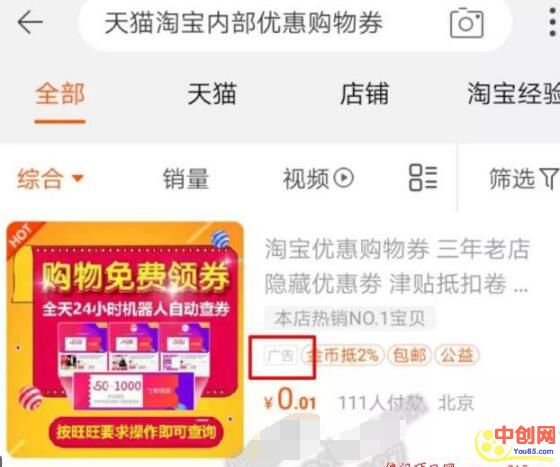 天猫淘宝内部优惠购物券
全部 天猫 店铺 淘宝经验
综合 销量 视频 筛选
HOT
购物免费领券
全天24小时机器人自动查券
50-1000
按旺旺要求操作即可查询
淘宝优惠购物券 三年老店
隐藏优惠券 津贴抵扣卷 ...
本店热销NO.1宝贝
广告 金币抵2% 包邮 公益
¥0.01 111人付款 北京
中创网
You85.com